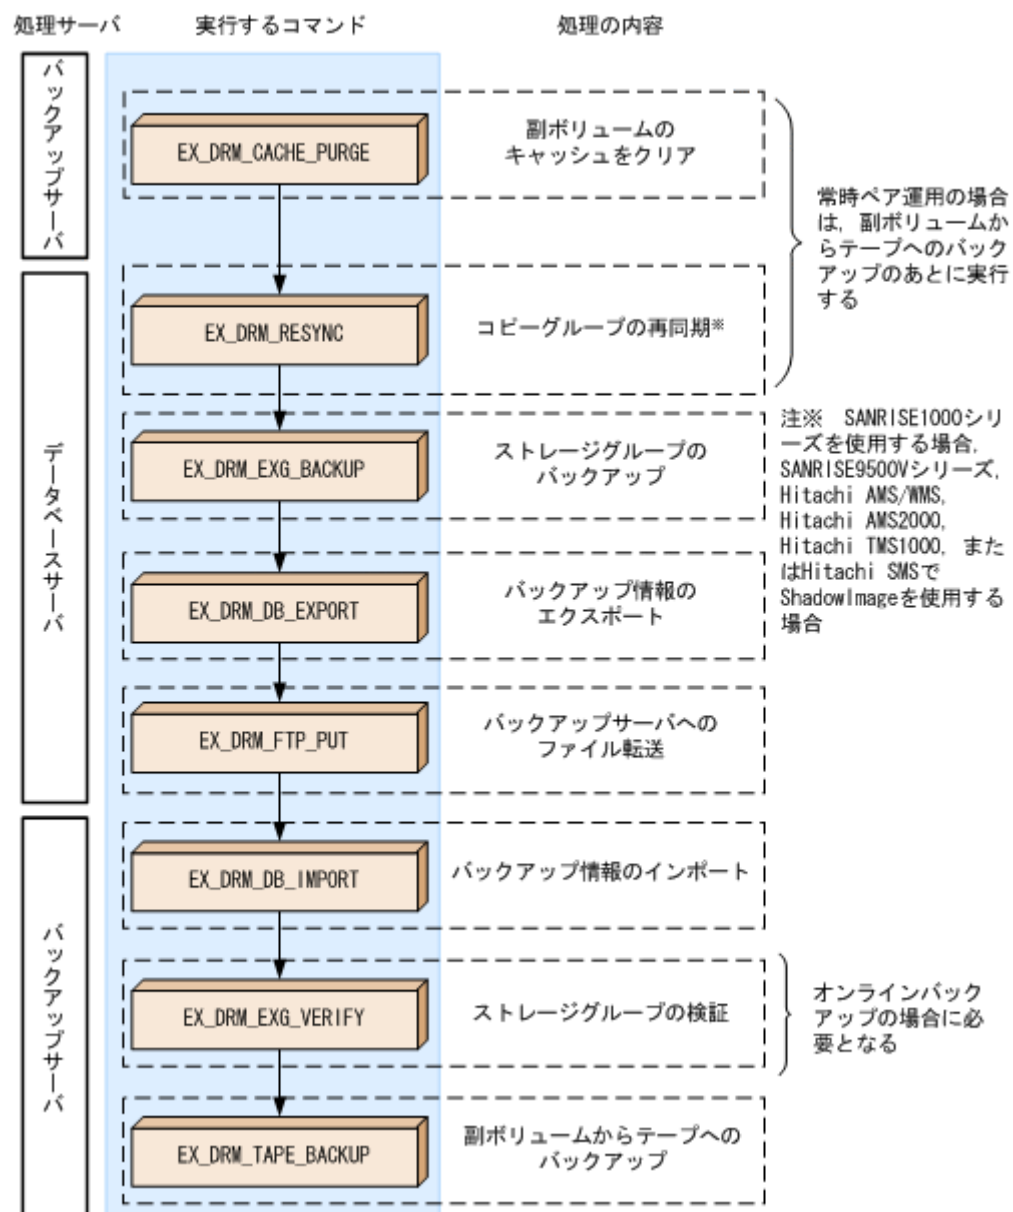 処理サーバ 実行するコマンド 処理の内容
バックアップサーバ
EX_DRM_CACHE_PURGE
副ボリュームの
キャッシュをクリア
常時ペア運用の場合
は，副ボリュームか
らテープへのバック
アップのあとに実行
する
データベースサーバ
EX_DRM_RESYNC
コピーグループの再同期※
EX_DRM_EXG_BACKUP
ストレージグループの
バックアップ
注※　SANRISE1000シリ
ーズを使用する場合，
SANRISE9500Vシリーズ，
Hitachi AMS/WMS，
Hitachi AMS2000，
Hitachi TMS1000，また
はHitachi SMSで
ShadowImageを使用する
場合
EX_DRM_DB_EXPORT
バックアップ情報の
エクスポート
EX_DRM_FTP_PUT
バックアップサーバへの
ファイル転送
バックアップサーバ
EX_DRM_DB_IMPORT
バックアップ情報のインポート
EX_DRM_EXG_VERIFY
ストレージグループの検証
オンラインバック
アップの場合に必
要となる
EX_DRM_TAPE_BACKUP
副ボリュームからテープへの
バックアップ